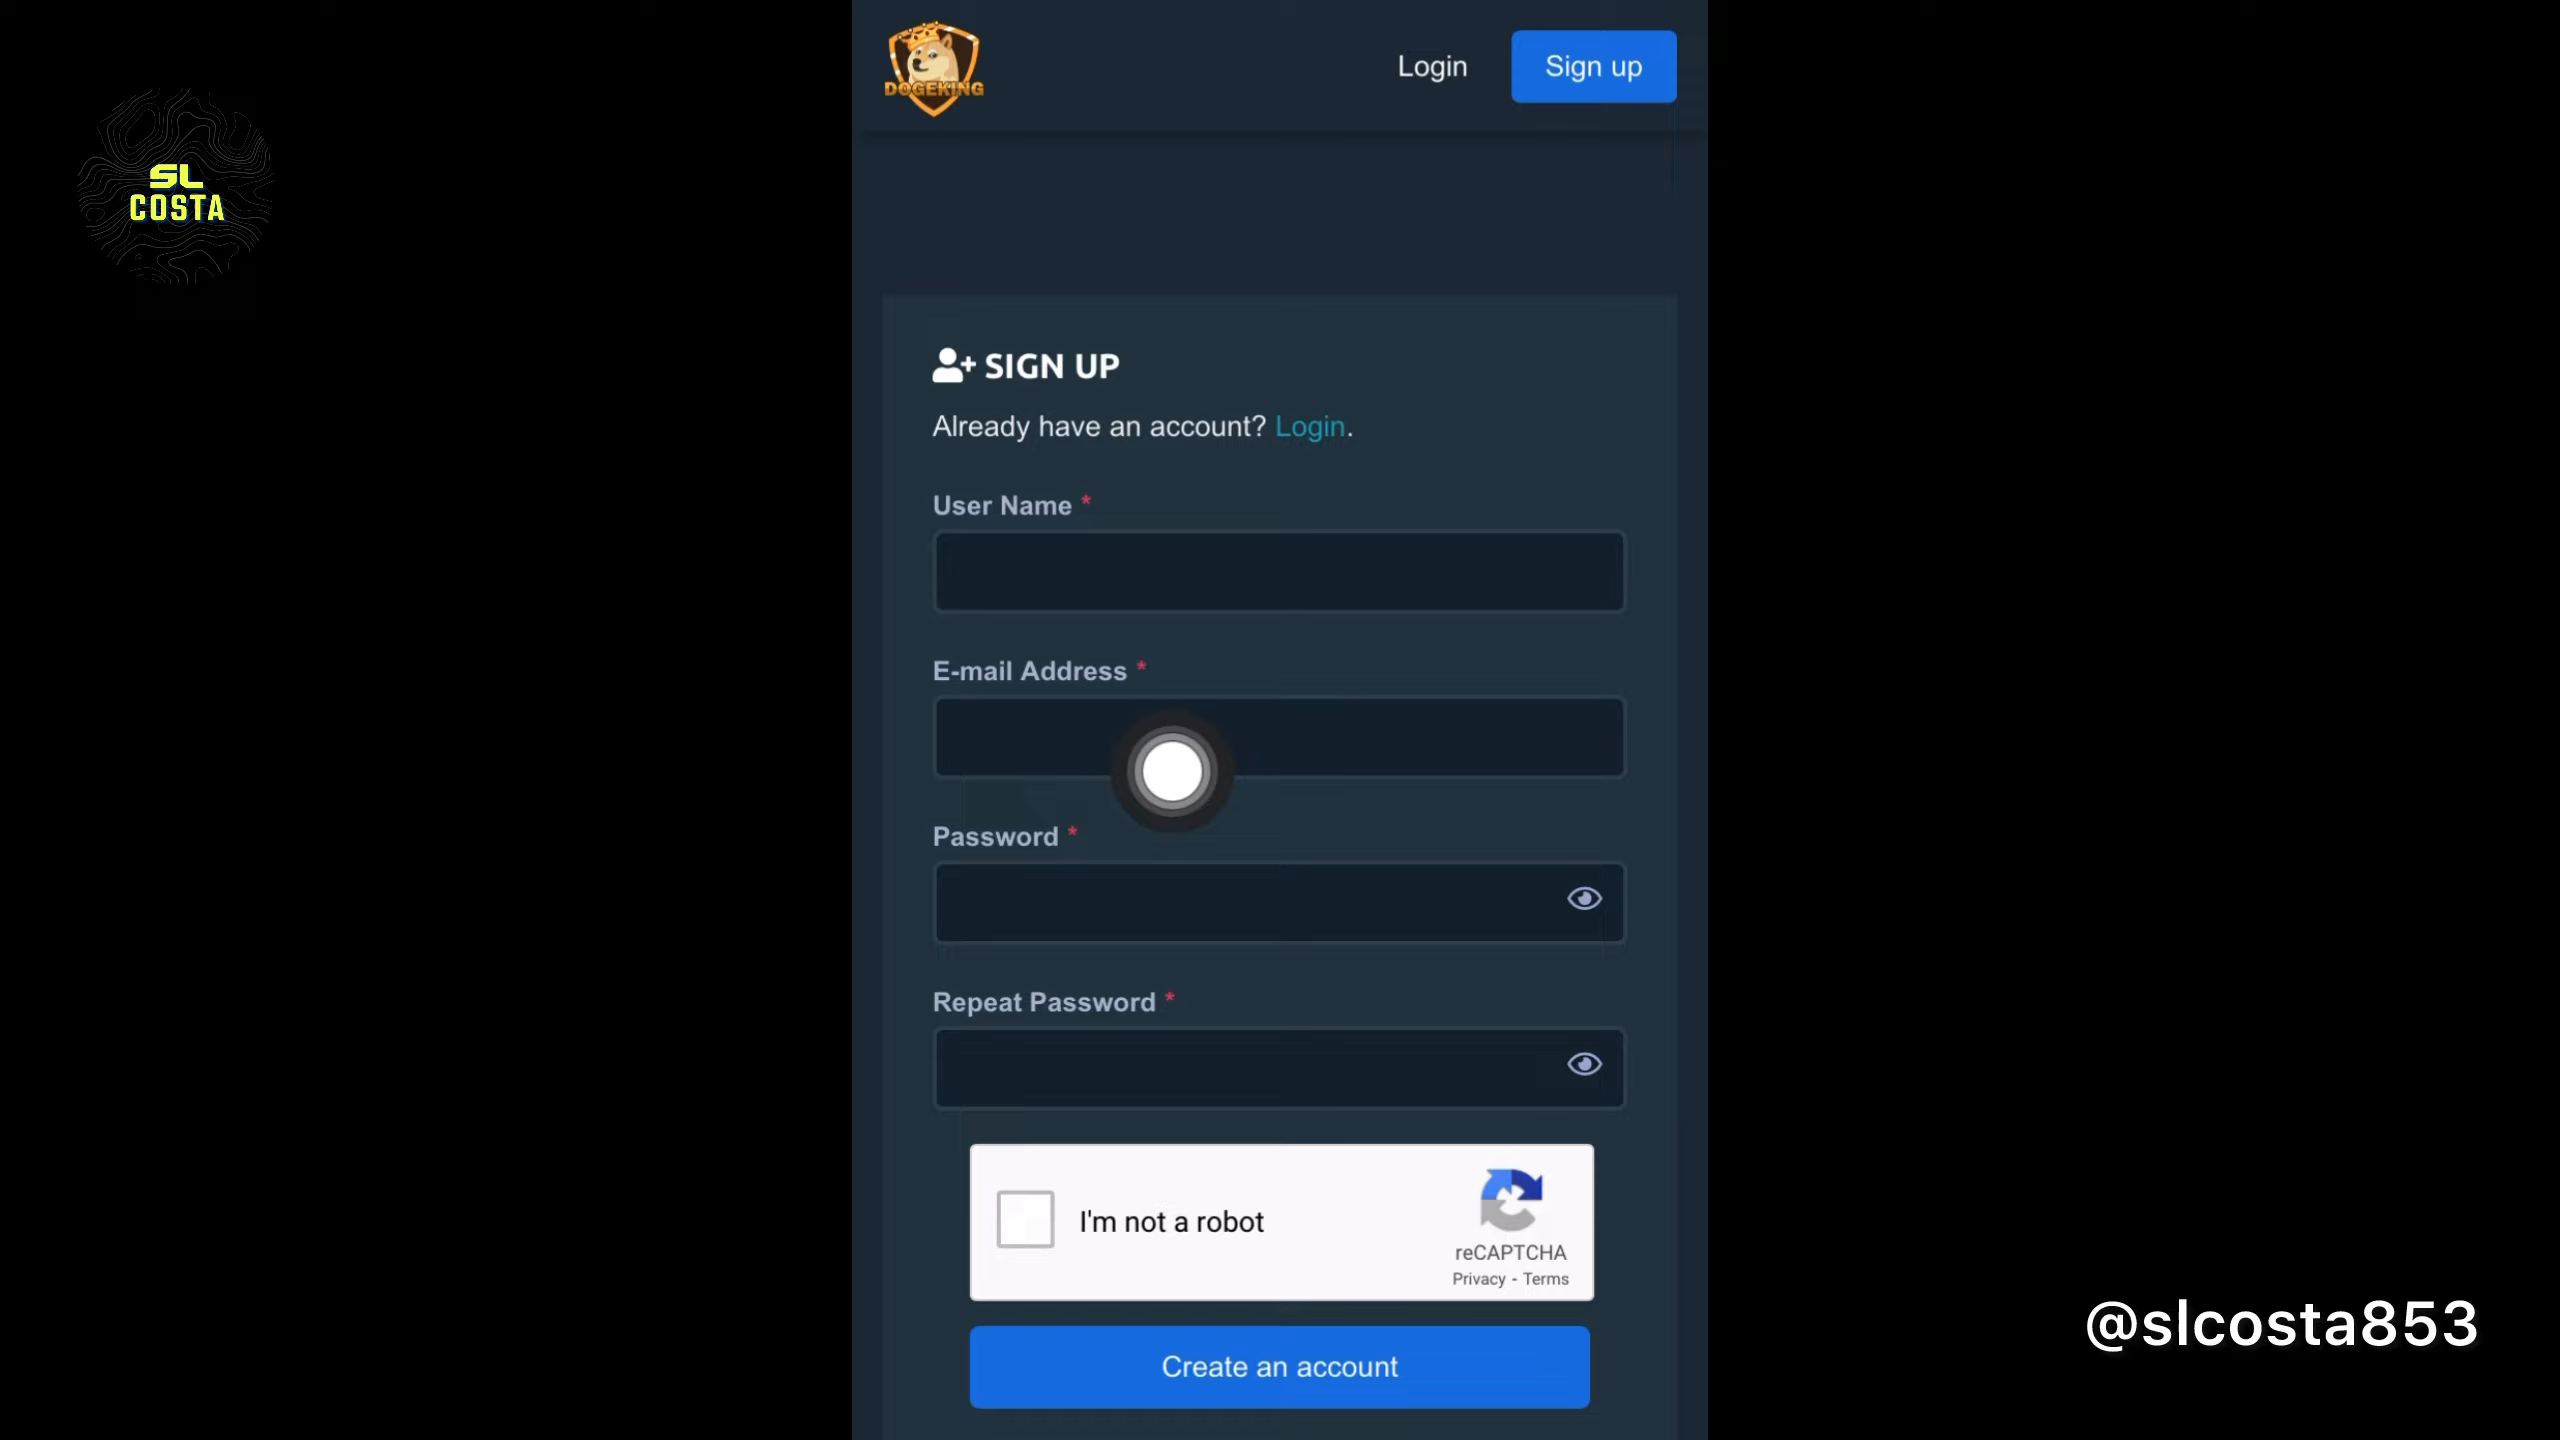 DOGEKING
Login
Sign up
SL
COSTA
SIGN UP
Already have an account? Login.
User Name *
E-mail Address *
Password *
Repeat Password *
I'm not a robot
reCAPTCHA
Privacy - Terms
Create an account
@slcosta853